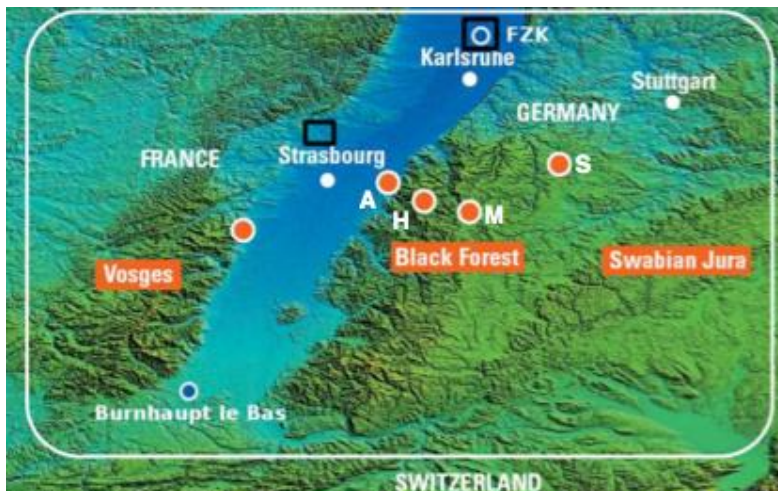 FZK
Karlsruhe
Stuttgart
GERMANY
FRANCE
Strasbourg
S
A
H
M
Vosges
Black Forest
Swabian Jura
Burnhaupt le Bas
SWITZERLAND